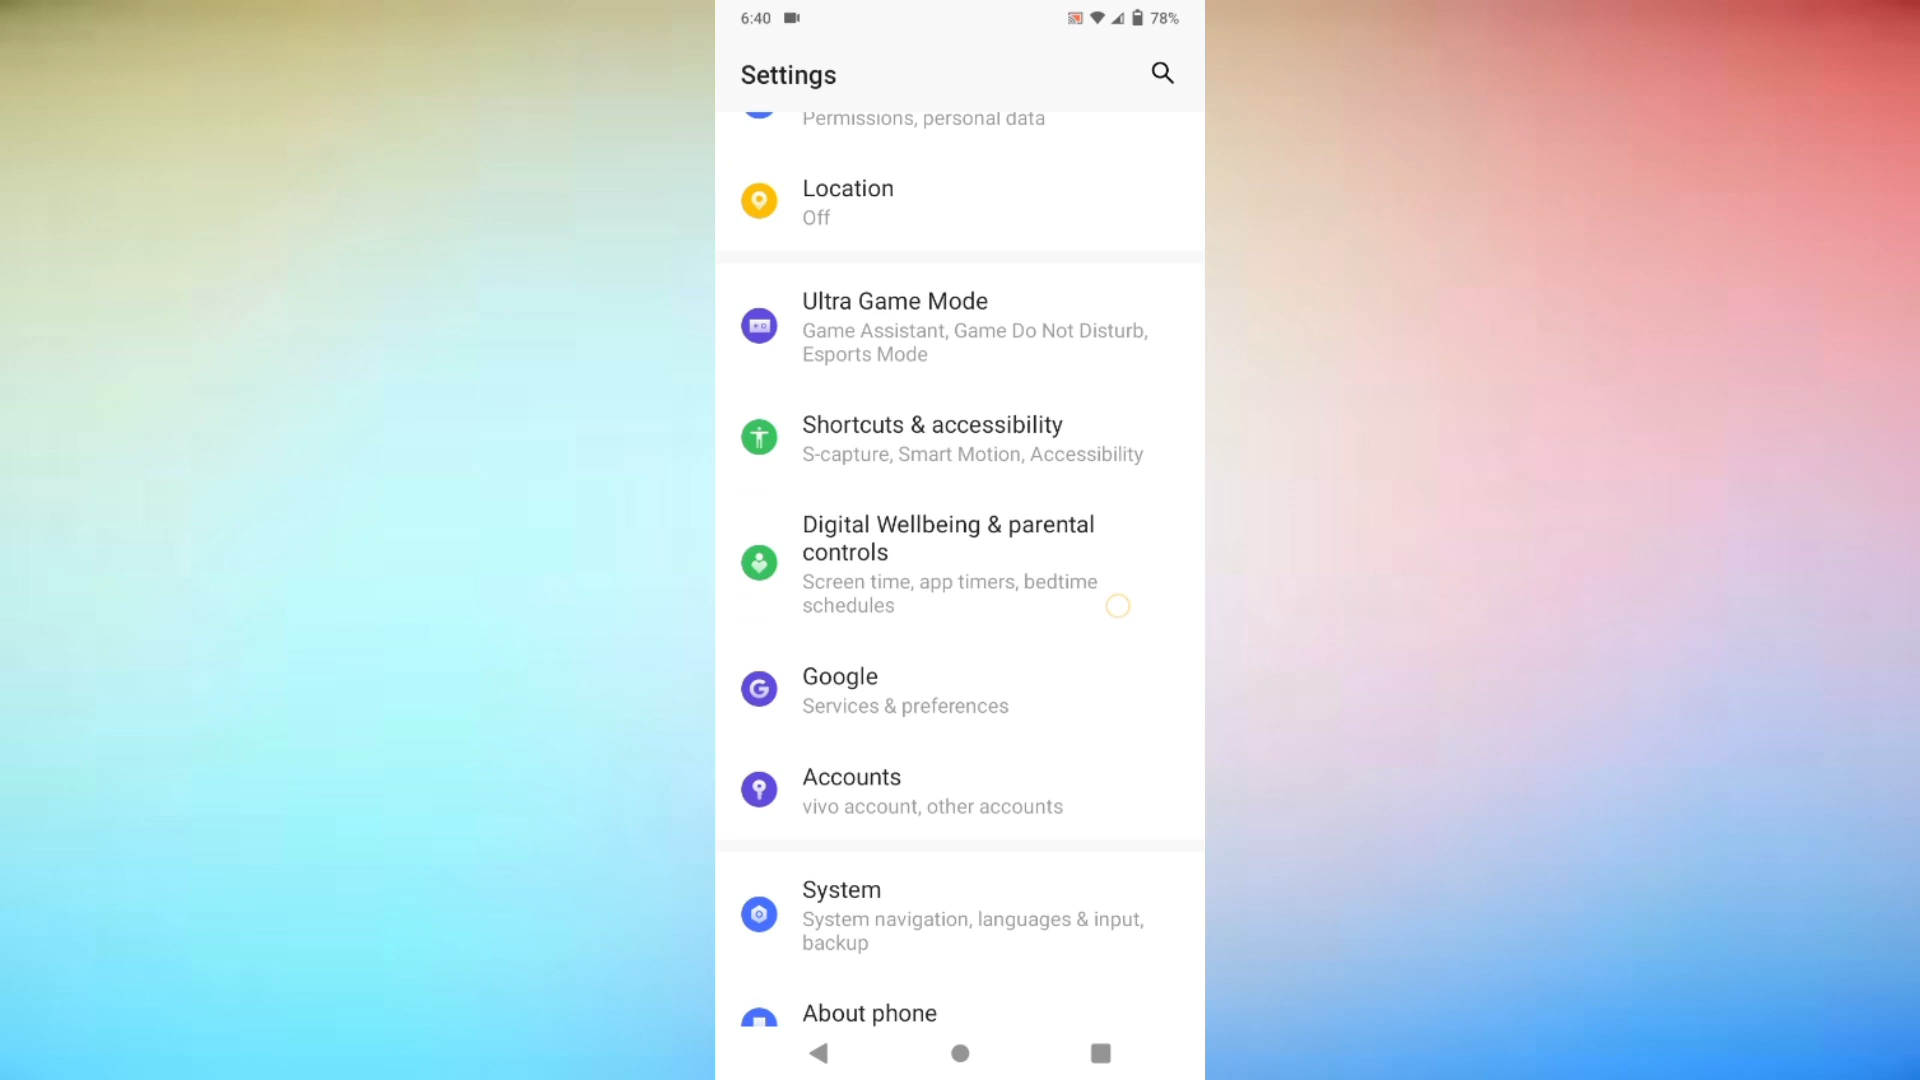 6:40
78%
Settings
Permissions, personal data
Location
Off
Ultra Game Mode
Game Assistant, Game Do Not Disturb,
Esports Mode
Shortcuts & accessibility
S-capture, Smart Motion, Accessibility
Digital Wellbeing & parental
controls
Screen time, app timers, bedtime
schedules
Google
Services & preferences
Accounts
vivo account, other accounts
System
System navigation, languages & input,
backup
About phone